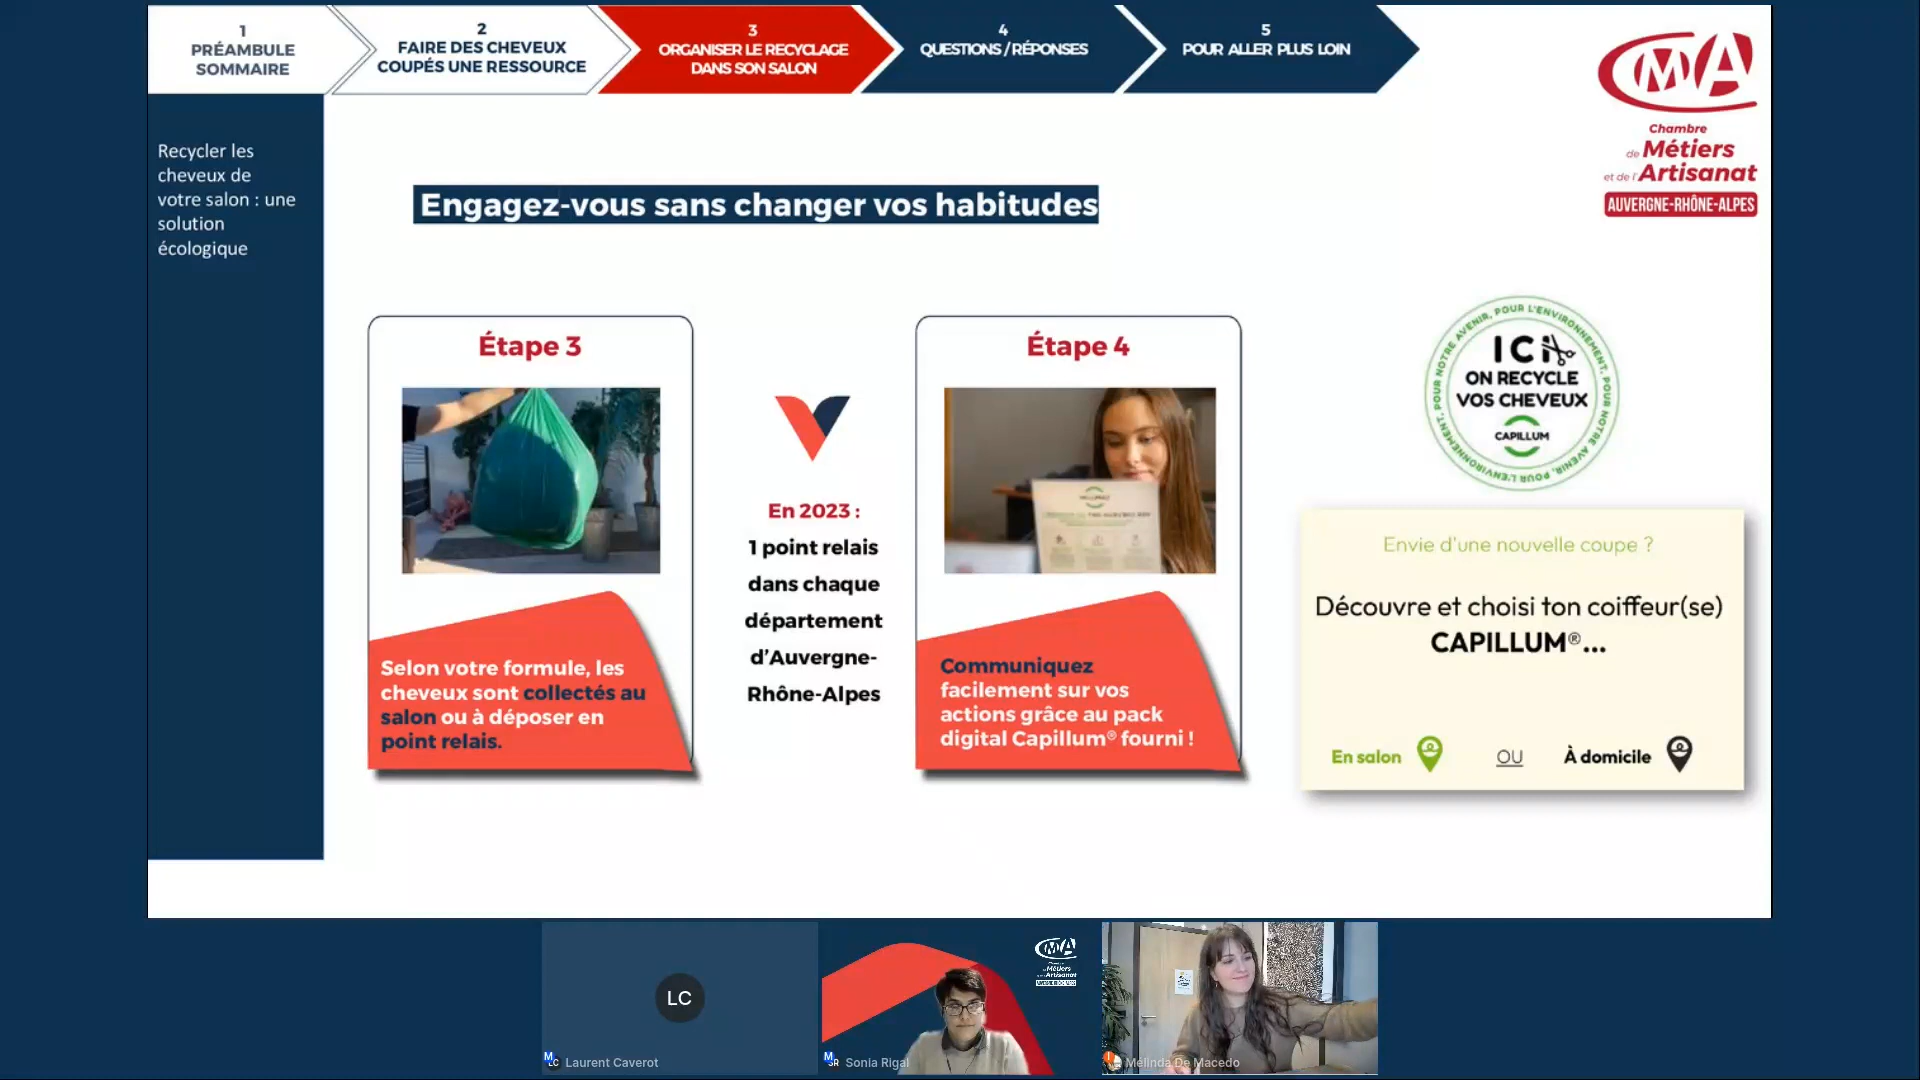 1
PRÉAMBULE
SOMMAIRE
2
FAIRE DES CHEVEUX
COUPÉS UNE RESSOURCE
3
ORGANISER LE RECYCLAGE
DANS SON SALON
4
QUESTIONS / RÉPONSES
5
POUR ALLER PLUS LOIN
CMA
Chambre
de Métiers
et de l'Artisanat
AUVERGNE-RHÔNE-ALPES
Recycler les
cheveux de
votre salon : une
solution
écologique
Engagez-vous sans changer vos habitudes
Étape 3
Selon votre formule, les
cheveux sont collectés au
salon ou à déposer en
point relais.
En 2023 :
1 point relais
dans chaque
département
d'Auvergne-
Rhône-Alpes
Étape 4
Communiquez
facilement sur vos
actions grâce au pack
digital Capillum® fourni !
POUR NOTRE AVENIR, POUR L'ENVIRONNEMENT, POUR NOTRE AVENIR, POUR L'ENVIRONNEMENT,
ICI
ON RECYCLE
VOS CHEVEUX
CAPILLUM
Envie d'une nouvelle coupe ?
Découvre et choisi ton coiffeur(se)
CAPILLUM®...
En salon
OU
À domicile
LC
Laurent Caverot
CMA
Sonia Rigal
Mélinda De Macedo